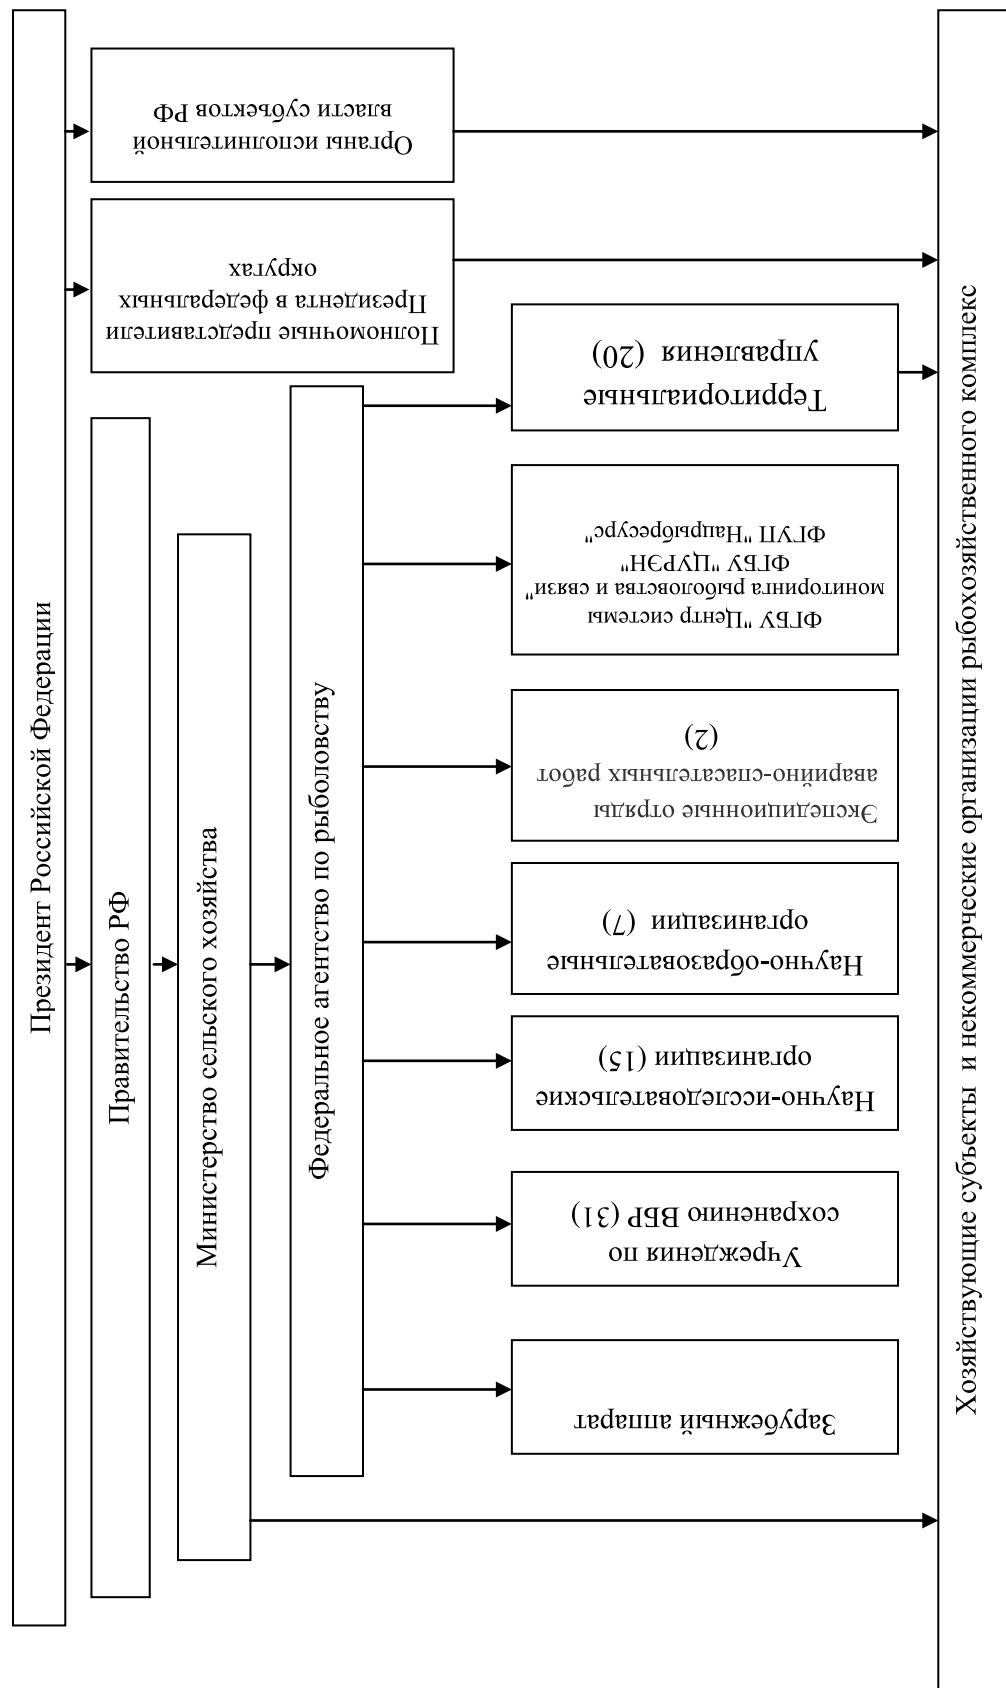 Президент Российской Федерации
Правительство РФ
Министерство сельского хозяйства
Федеральное агентство по рыболовству
Органы исполнительной
власти субъектов РФ
Полномочные представители
Президента в федеральных
округах
Территориальные
управления (20)
ФГБУ "Центр системы
мониторинга рыболовства и связи"
ФГБУ "ЦУРЭН"
ФГУП "Нацрыбресурс"
Экспедиционные отряды
аварийно-спасательных работ
(2)
Научно-образовательные
организации (7)
Научно-исследовательские
организации (15)
Учреждения по
сохранению ВБР (31)
Зарубежный аппарат
Хозяйствующие субъекты и некоммерческие организации рыбохозяйственного комплекс